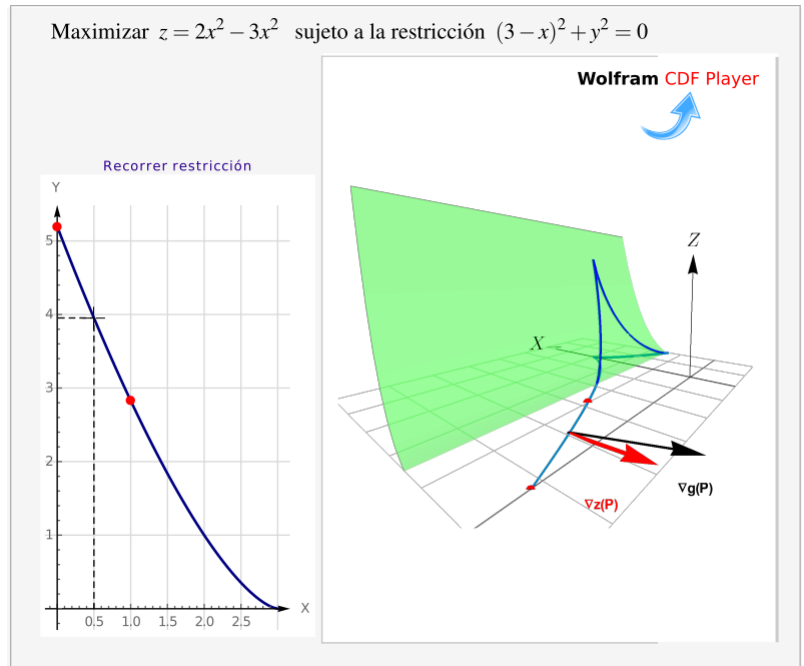 Maximizar z = 2x² − 3x² sujeto a la restricción (3 − x)² + y² = 0
Wolfram CDF Player
Recorrer restricción
Y
5
4
3
2
1
0.5 1.0 1.5 2.0 2.5
X
Z
X
∇g(P)
∇z(P)